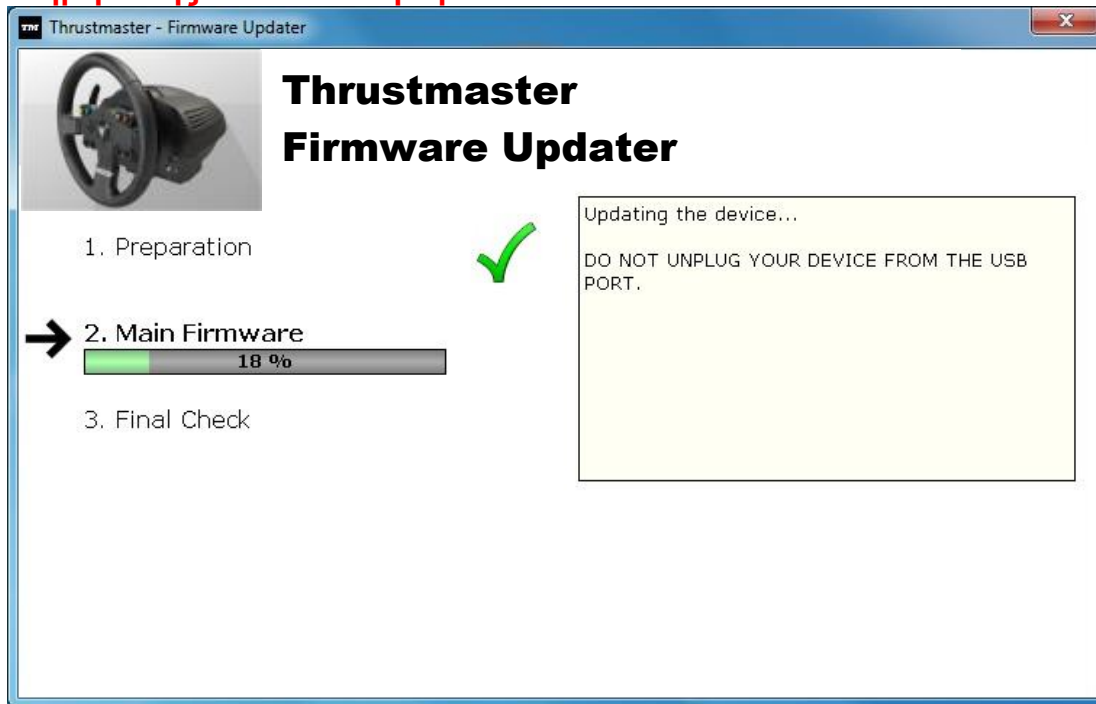 Thrustmaster - Firmware Updater
Thrustmaster
Firmware Updater
1. Preparation
2. Main Firmware
18 %
3. Final Check
Updating the device...
DO NOT UNPLUG YOUR DEVICE FROM THE USB
PORT.